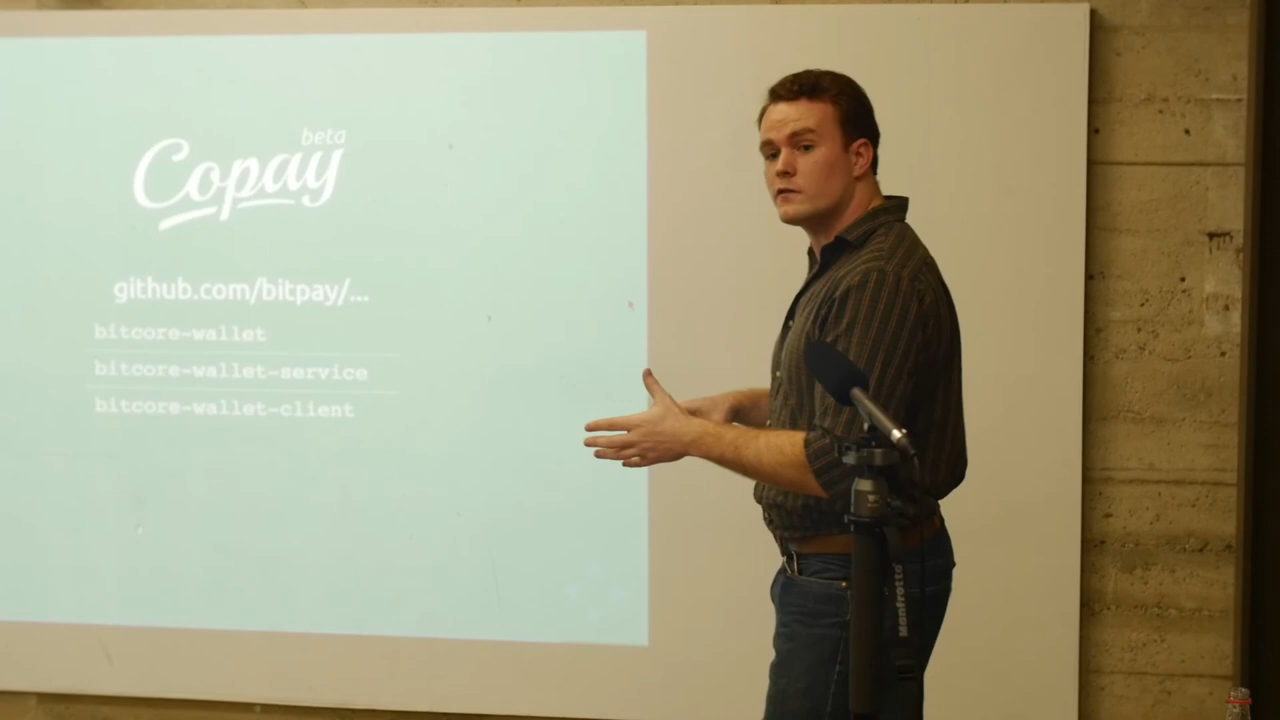 beta
Copay
github.com/bitpay/...
bitcore-wallet
bitcore-wallet-service
bitcore-wallet-client
Manfrotto